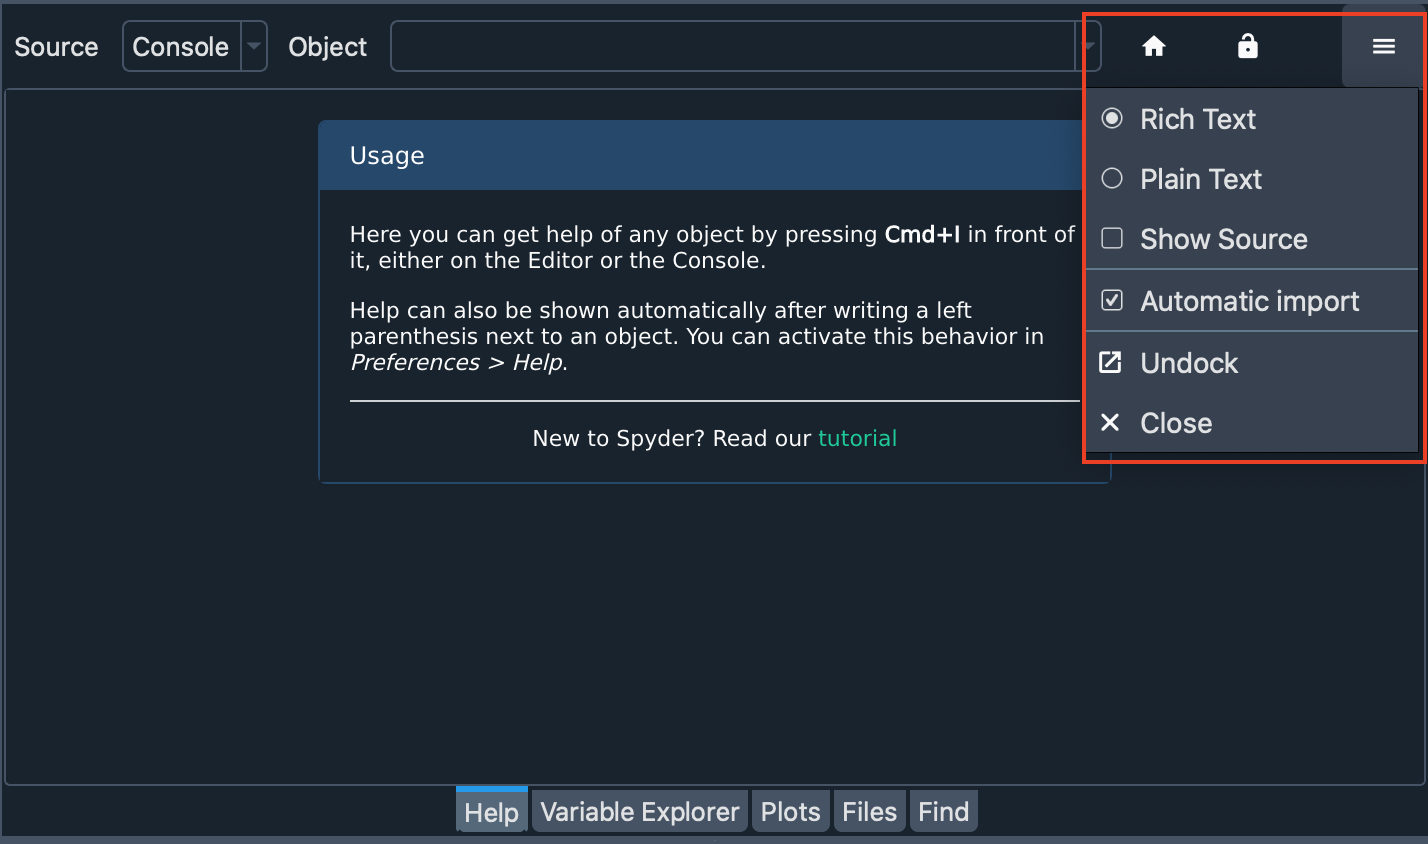 Source Console Object
Rich Text
Plain Text
Show Source
Automatic import
Undock
Close
Usage
Here you can get help of any object by pressing Cmd+I in front of
it, either on the Editor or the Console.
Help can also be shown automatically after writing a left
parenthesis next to an object. You can activate this behavior in
Preferences > Help.
New to Spyder? Read our tutorial
Help Variable Explorer Plots Files Find